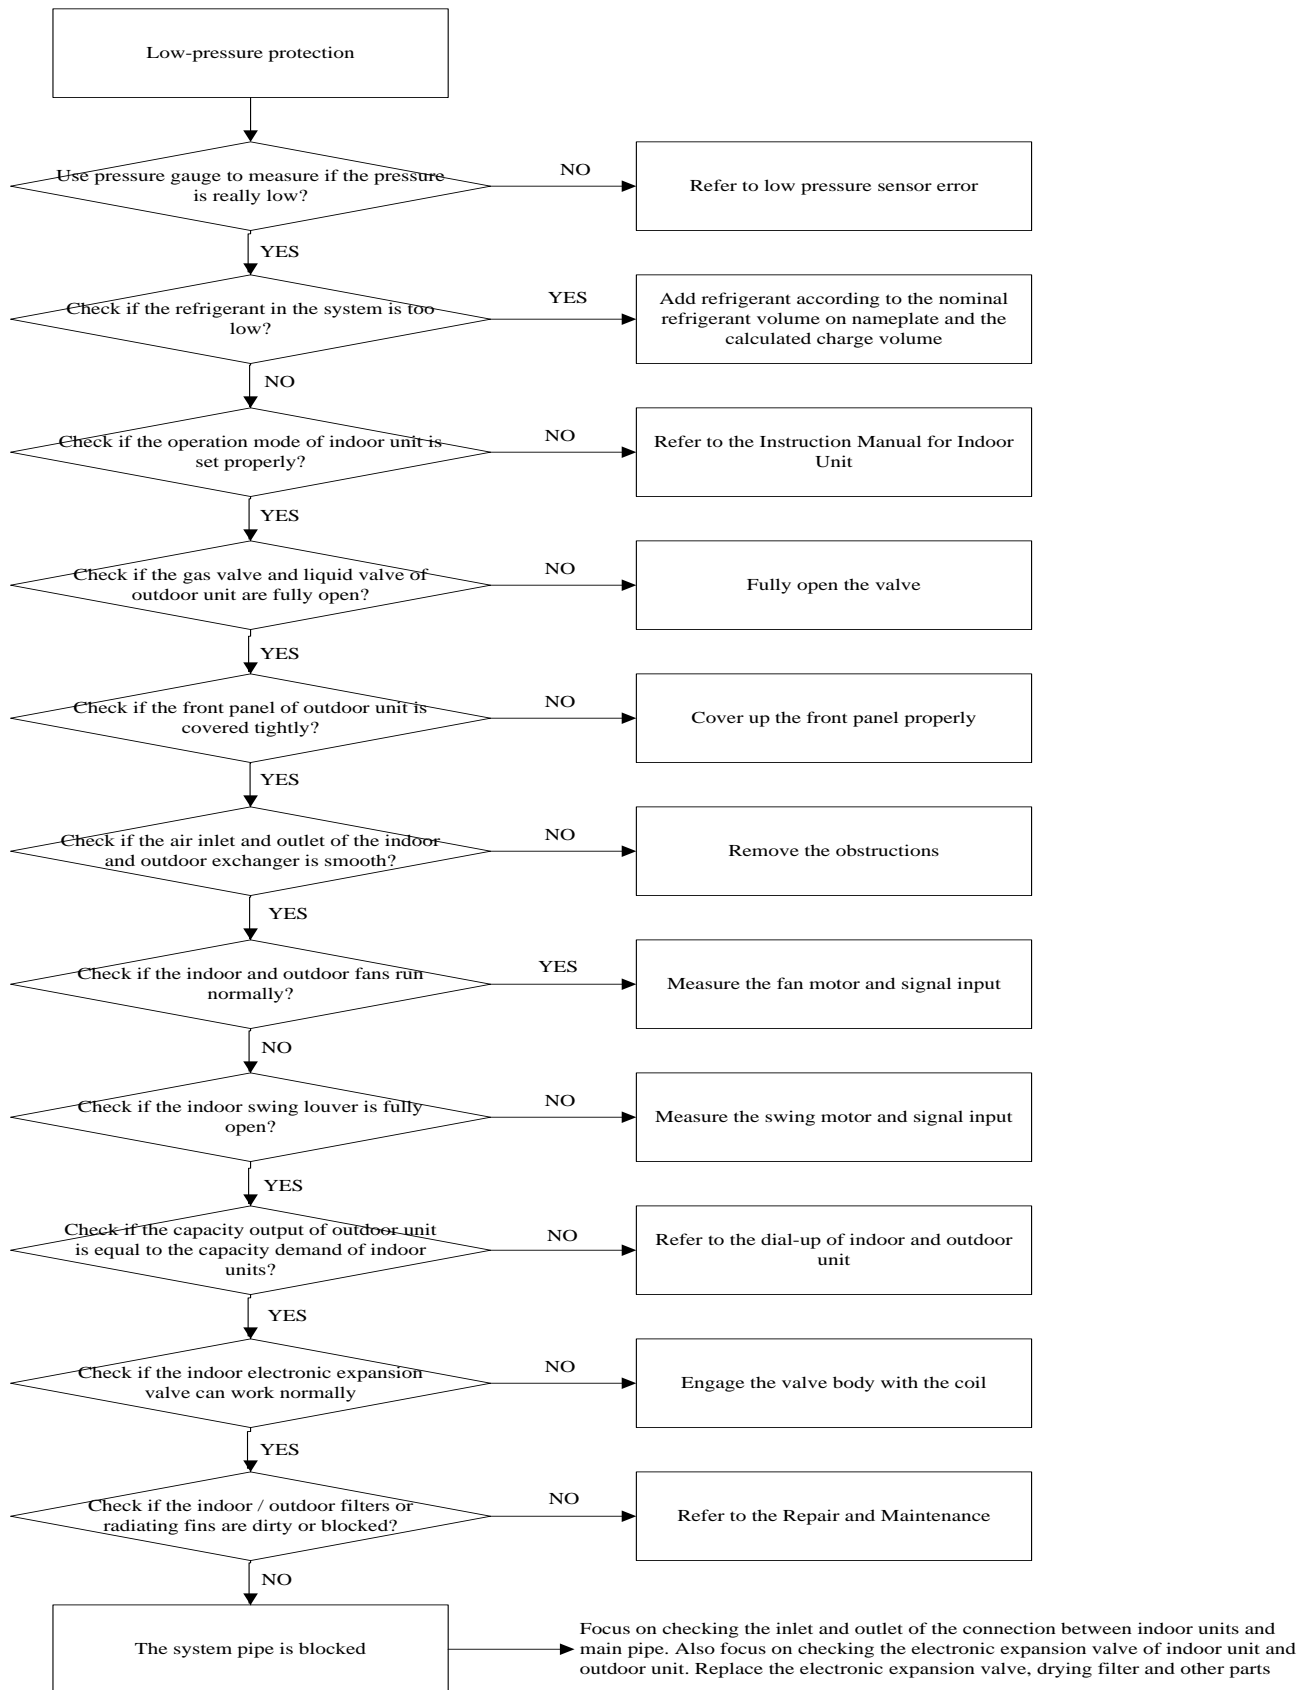 Low-pressure protection
Use pressure gauge to measure if the pressure
is really low?
NO
Refer to low pressure sensor error
YES
Check if the refrigerant in the system is too
low?
YES
Add refrigerant according to the nominal
refrigerant volume on nameplate and the
calculated charge volume
NO
Check if the operation mode of indoor unit is
set properly?
NO
Refer to the Instruction Manual for Indoor
Unit
YES
Check if the gas valve and liquid valve of
outdoor unit are fully open?
NO
Fully open the valve
YES
Check if the front panel of outdoor unit is
covered tightly?
NO
Cover up the front panel properly
YES
Check if the air inlet and outlet of the indoor
and outdoor exchanger is smooth?
NO
Remove the obstructions
YES
Check if the indoor and outdoor fans run
normally?
YES
Measure the fan motor and signal input
NO
Check if the indoor swing louver is fully
open?
NO
Measure the swing motor and signal input
YES
Check if the capacity output of outdoor unit
is equal to the capacity demand of indoor
units?
NO
Refer to the dial-up of indoor and outdoor
unit
YES
Check if the indoor electronic expansion
valve can work normally
NO
Engage the valve body with the coil
YES
Check if the indoor / outdoor filters or
radiating fins are dirty or blocked?
NO
Refer to the Repair and Maintenance
NO
The system pipe is blocked
Focus on checking the inlet and outlet of the connection between indoor units and
main pipe. Also focus on checking the electronic expansion valve of indoor unit and
outdoor unit. Replace the electronic expansion valve, drying filter and other parts